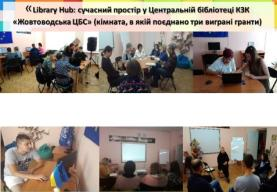 « Library Hub: сучасний простір у Центральній бібліотеці КЗК
«Жовтоводська ЦБС» (кімната, в якій поєднано три виграні гранти)